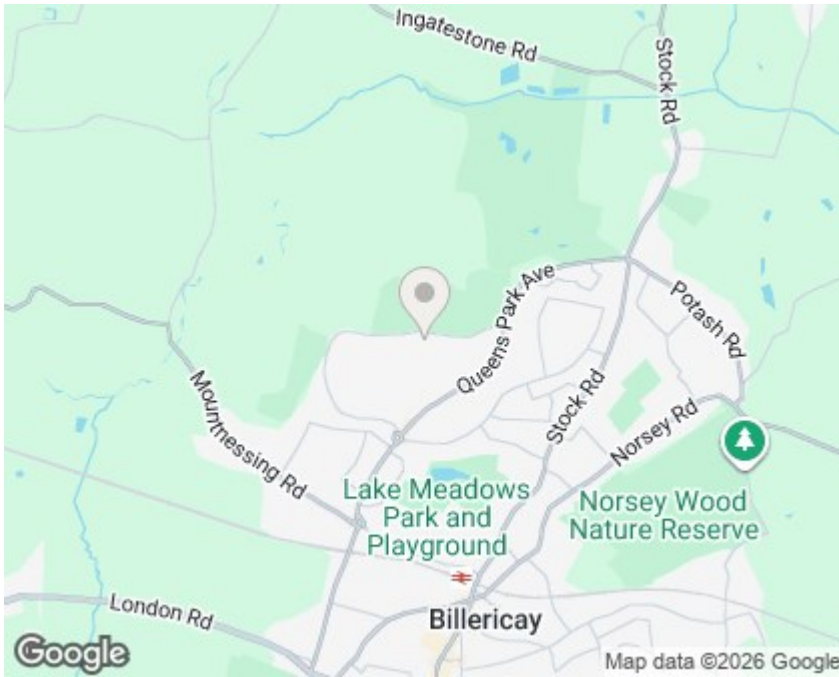 Ingatestone Rd
Stock Rd
Queens Park Ave
Potash Rd
Mountnessing Rd
Stock Rd
Norsey Rd
Lake Meadows
Park and
Playground
Norsey Wood
Nature Reserve
London Rd
Billericay
Google
Map data ©2026 Google